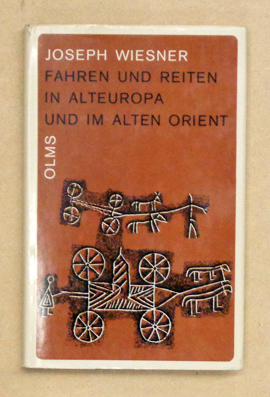 JOSEPH WIESNER
FAHREN UND REITEN
IN ALTEUROPA
UND IM ALTEN ORIENT
OLMS